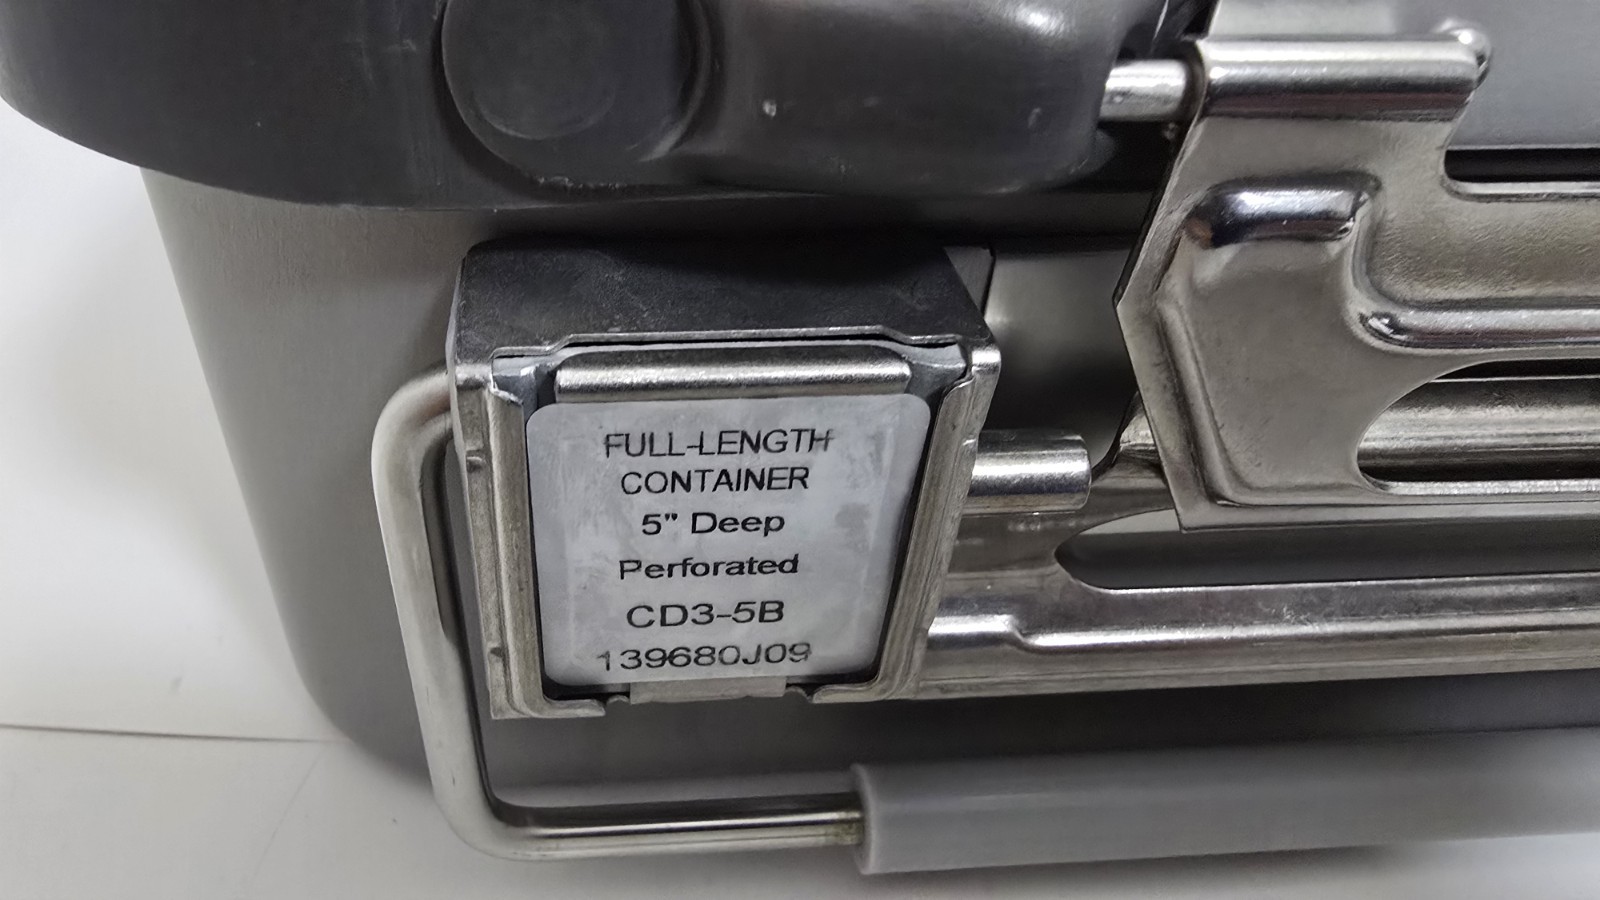 FULL-LENGTH
CONTAINER
5" Deep
Perforated
CD3-5B
139680J09